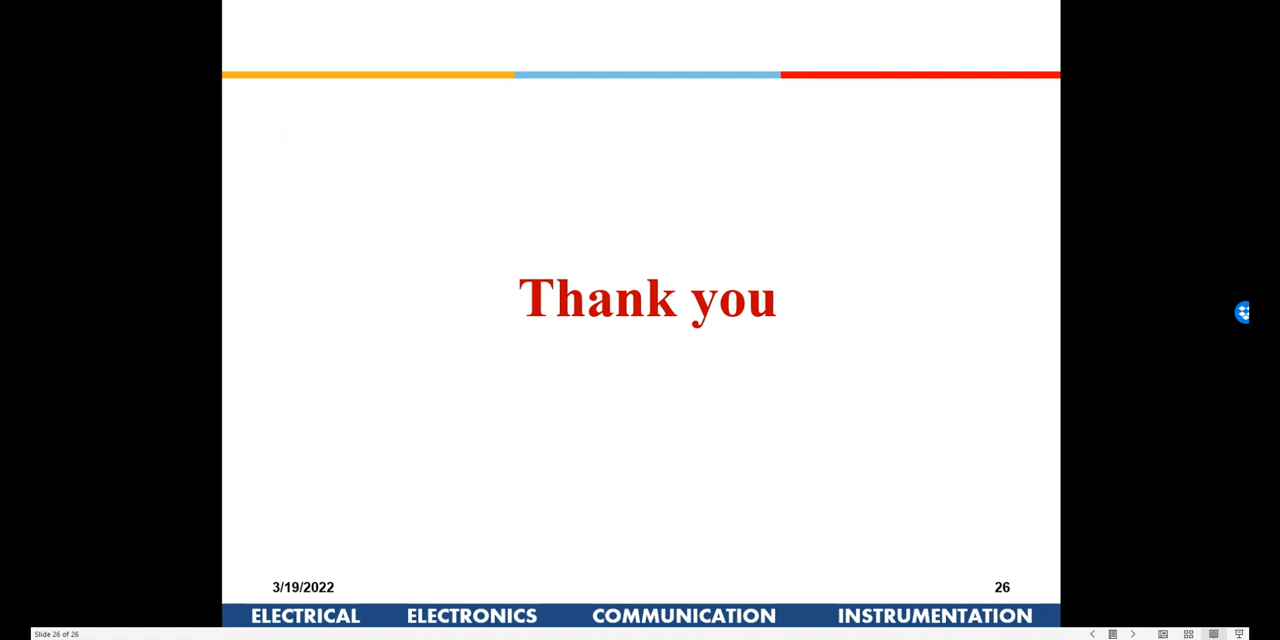 Thank you
3/19/2022 26
ELECTRICAL ELECTRONICS COMMUNICATION INSTRUMENTATION
Slide 26 of 26